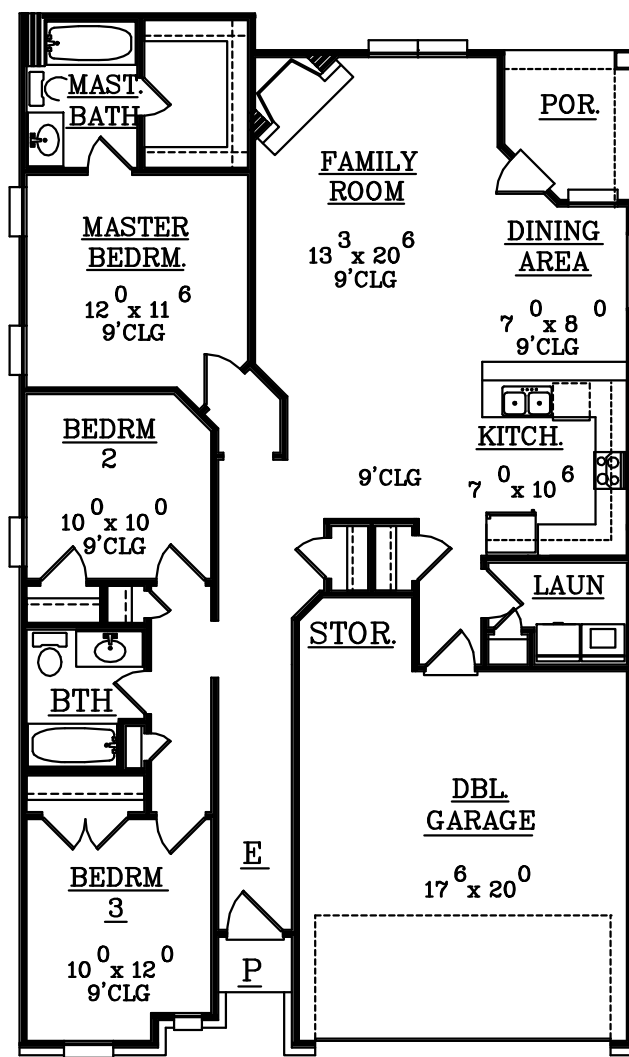 MAST.
BATH
POR.
FAMILY
ROOM
13 3 x 20 6
9'CLG
MASTER
BEDRM.
12 0 x 11 6
9'CLG
DINING
AREA
7 0 x 8 0
9'CLG
BEDRM
2
10 0 x 10 0
9'CLG
KITCH.
7 0 x 10 6
9'CLG
LAUN
STOR.
BTH
DBL.
GARAGE
17 6 x 20 0
E
BEDRM
3
10 0 x 12 0
9'CLG
P